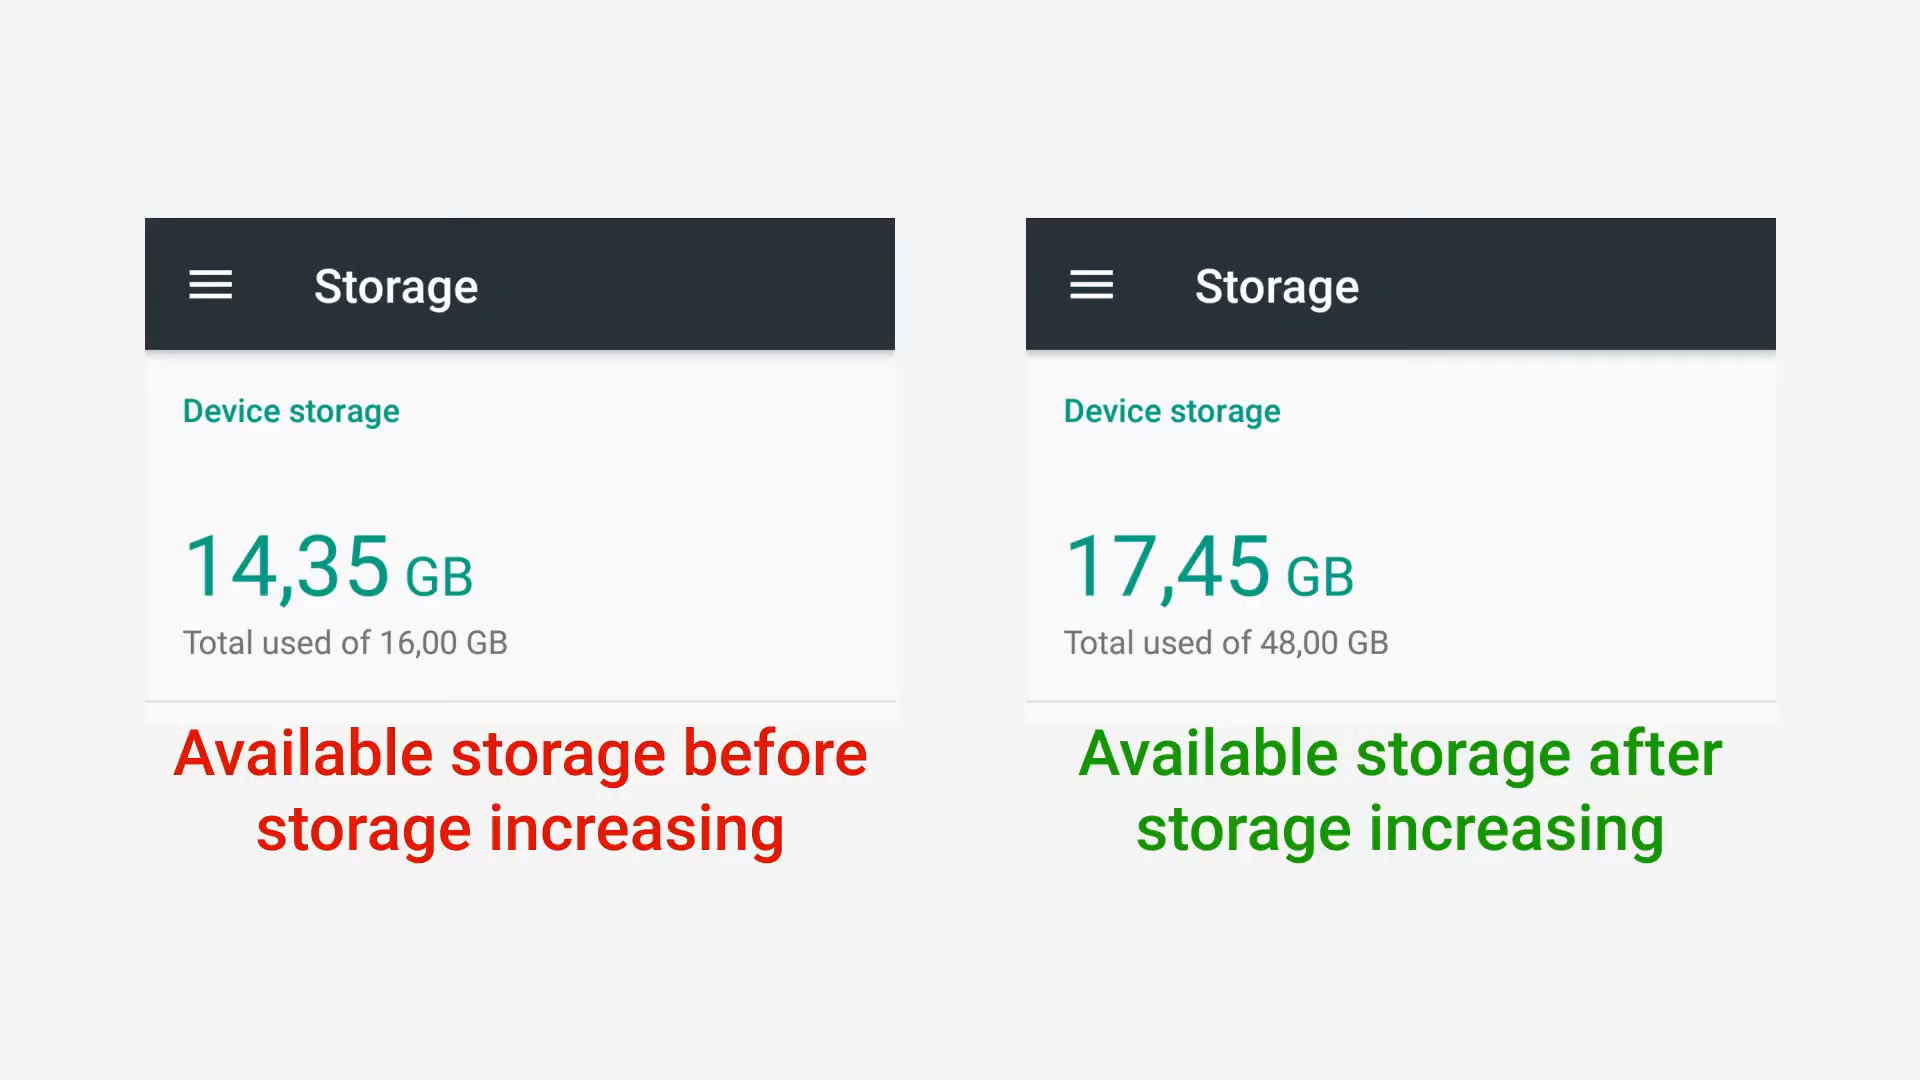 Storage
Device storage
14,35 GB
Total used of 16,00 GB
Available storage before
storage increasing
Storage
Device storage
17,45 GB
Total used of 48,00 GB
Available storage after
storage increasing